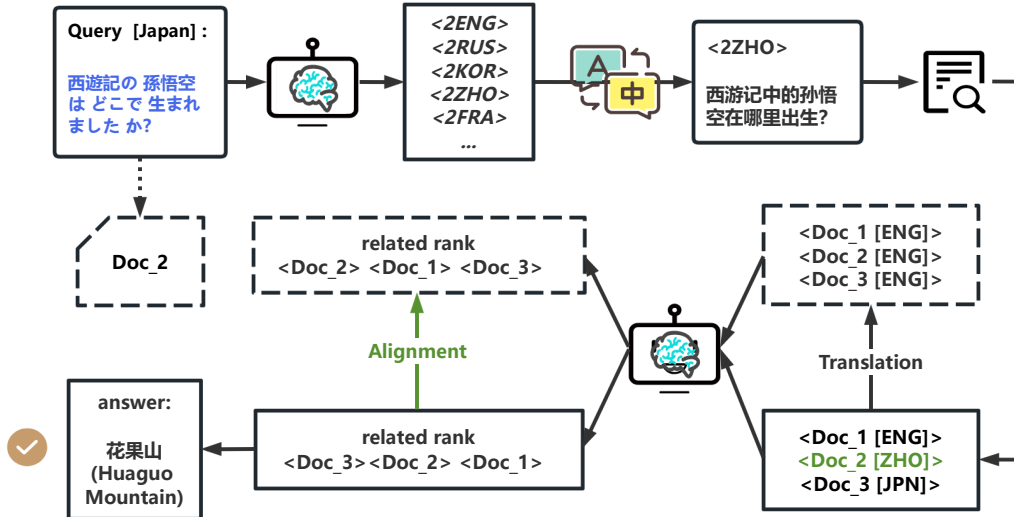 Query [Japan] :
西遊記の 孫悟空
は どこで 生まれ
ました か?
<2ENG>
<2RUS>
<2KOR>
<2ZHO>
<2FRA>
...
A
中
<2ZHO>
西游记中的孙悟
空在哪里出生?
Doc_2
related rank
<Doc_2> <Doc_1> <Doc_3>
<Doc_1 [ENG]>
<Doc_2 [ENG]>
<Doc_3 [ENG]>
Alignment
Translation
answer:
花果山
(Huaguo
Mountain)
related rank
<Doc_3><Doc_2> <Doc_1>
<Doc_1 [ENG]>
<Doc_2 [ZHO]>
<Doc_3 [JPN]>